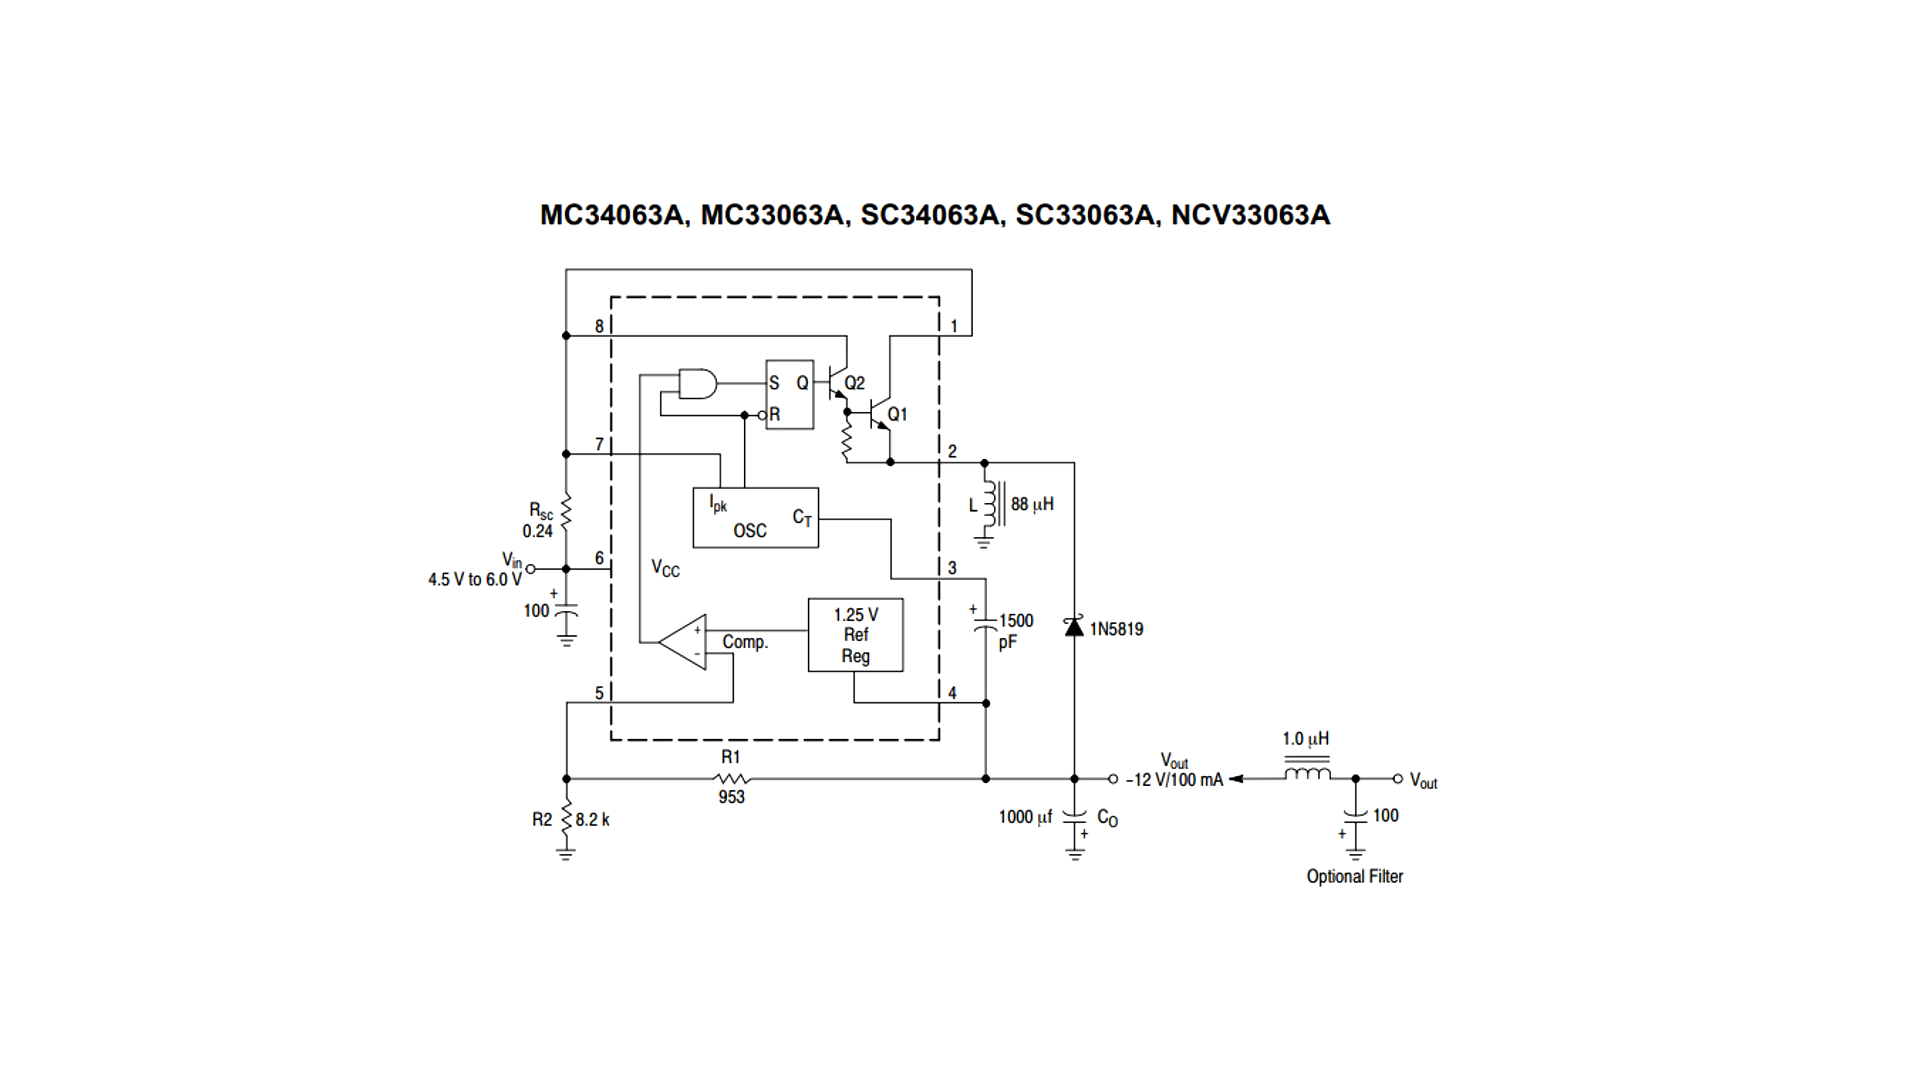 MC34063A, MC33063A, SC34063A, SC33063A, NCV33063A
8
1
S Q
Q2
R
Q1
7
2
Ipk
CT
OSC
L
88 µH
Rsc
0.24
Vin
4.5 V to 6.0 V
6
VCC
3
+
100
+
1500
pF
1.25 V
Ref
Reg
+
−
Comp.
1N5819
5
4
R1
953
1.0 µH
Vout
−12 V/100 mA
Vout
R2
8.2 k
1000 µf
CO
+
100
+
Optional Filter